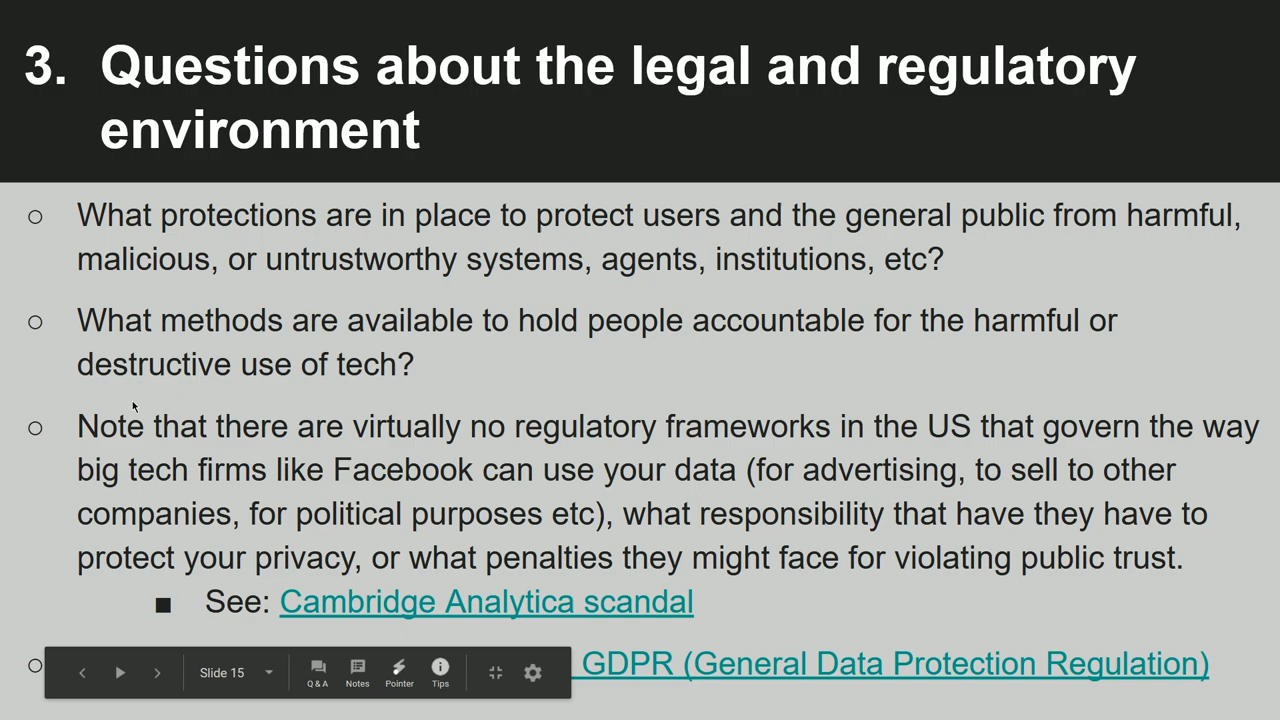 3. Questions about the legal and regulatory
environment
○ What protections are in place to protect users and the general public from harmful,
malicious, or untrustworthy systems, agents, institutions, etc?
○ What methods are available to hold people accountable for the harmful or
destructive use of tech?
○ Note that there are virtually no regulatory frameworks in the US that govern the way
big tech firms like Facebook can use your data (for advertising, to sell to other
companies, for political purposes etc), what responsibility that have they have to
protect your privacy, or what penalties they might face for violating public trust.
■ See: Cambridge Analytica scandal
○ GDPR (General Data Protection Regulation)
Slide 15
Q & A Notes Pointer Tips